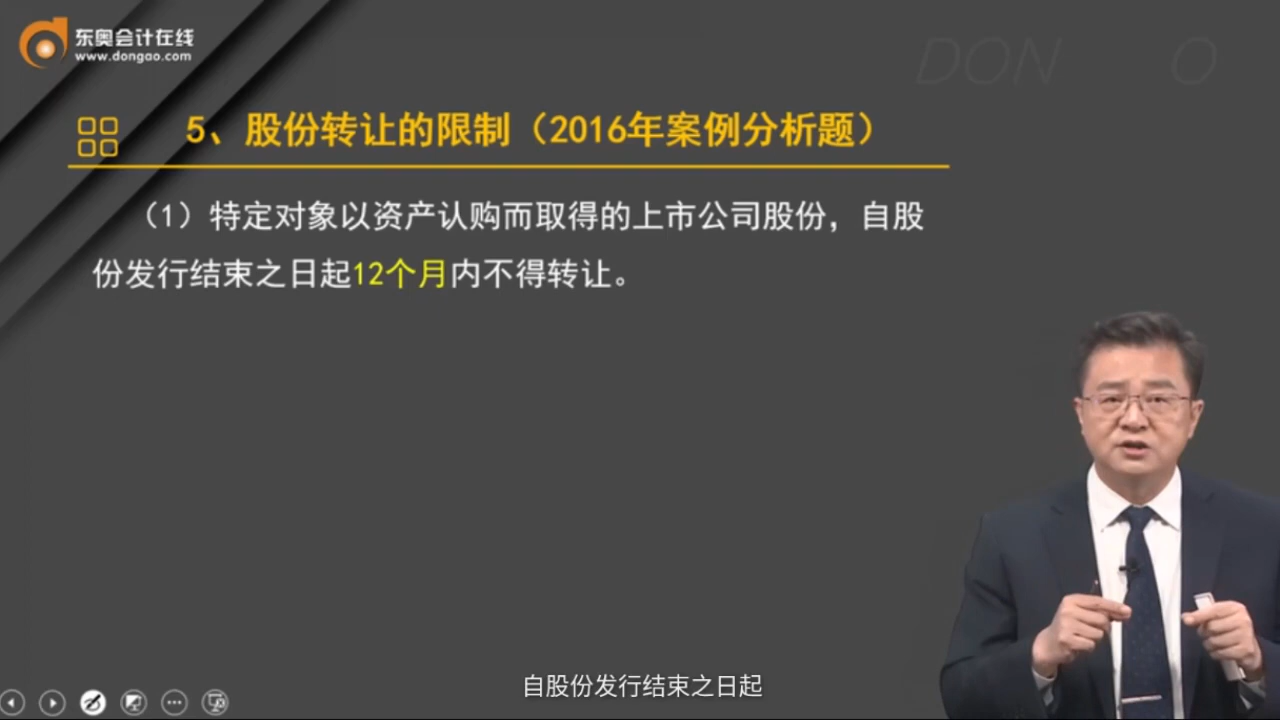 东奥会计在线
www.dongao.com
DON O
5、股份转让的限制（2016年案例分析题）
（1）特定对象以资产认购而取得的上市公司股份，自股
份发行结束之日起12个月内不得转让。
自股份发行结束之日起